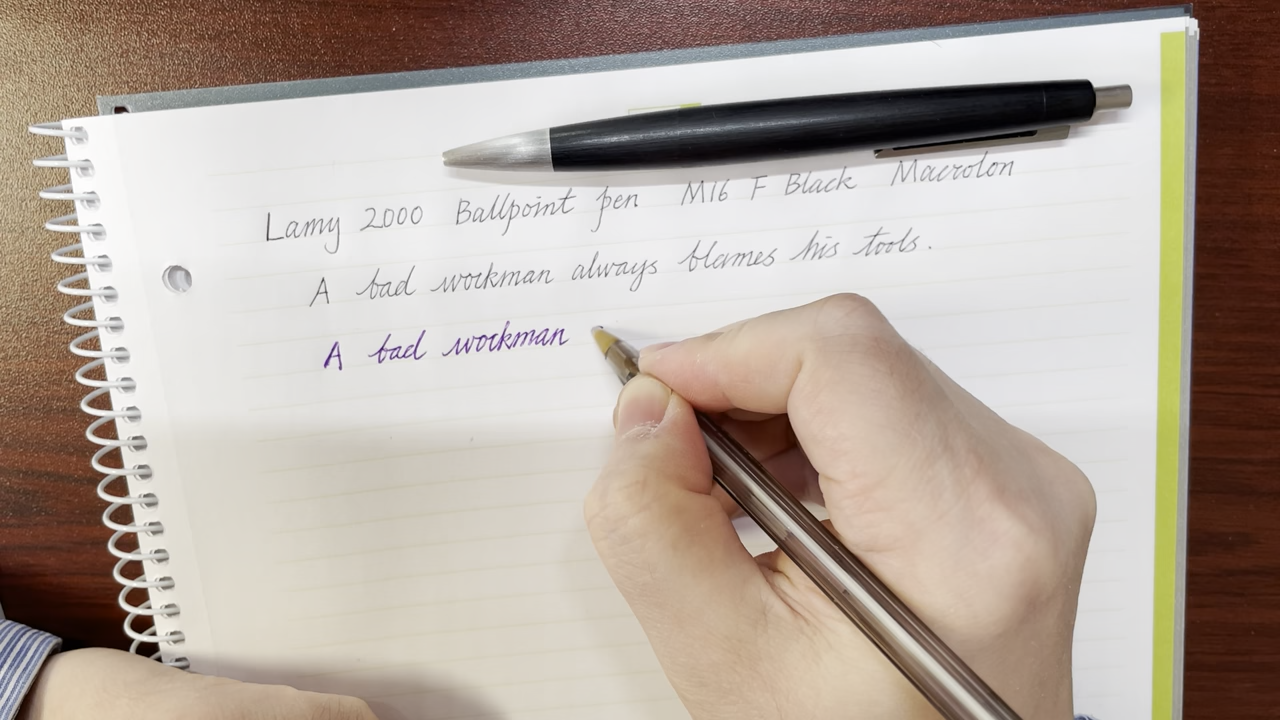 Lamy 2000 Ballpoint pen M16 F Black Macrolon
A bad workman always blames his tools.
A bad workman